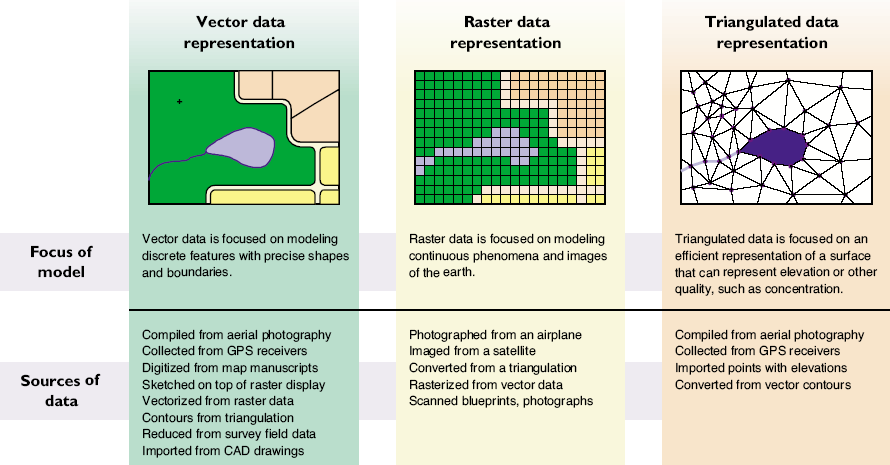 Vector data
representation
Raster data
representation
Triangulated data
representation
Focus of
model
Vector data is focused on modeling
discrete features with precise shapes
and boundaries.
Raster data is focused on modeling
continuous phenomena and images
of the earth.
Triangulated data is focused on an
efficient representation of a surface
that can represent elevation or other
quality, such as concentration.
Sources of
data
Compiled from aerial photography
Collected from GPS receivers
Digitized from map manuscripts
Sketched on top of raster display
Vectorized from raster data
Contours from triangulation
Reduced from survey field data
Imported from CAD drawings
Photographed from an airplane
Imaged from a satellite
Converted from a triangulation
Rasterized from vector data
Scanned blueprints, photographs
Compiled from aerial photography
Collected from GPS receivers
Imported points with elevations
Converted from vector contours